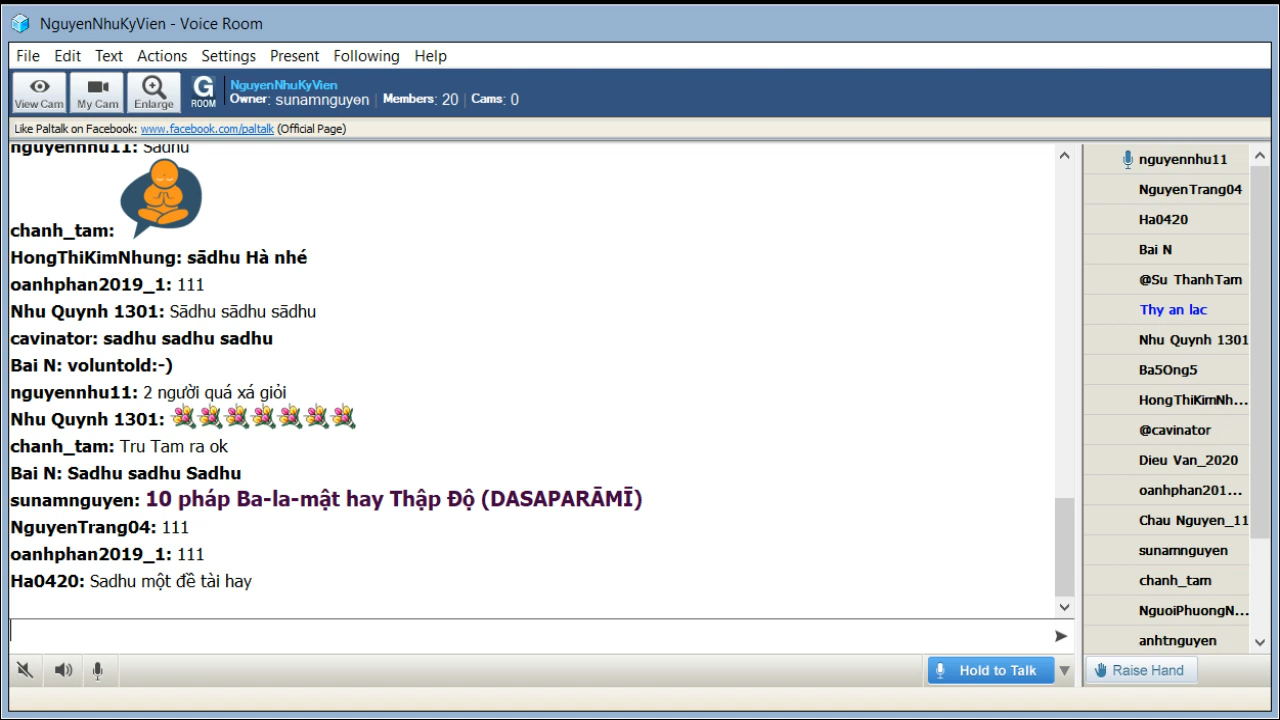 NguyenNhuKyVien - Voice Room
File Edit Text Actions Settings Present Following Help
View Cam My Cam Enlarge G ROOM
NguyenNhuKyVien
Owner: sunamnguyen | Members: 20 | Cams: 0
Like Paltalk on Facebook: www.facebook.com/paltalk (Official Page)
nguyennhu11: Sadhu
chanh_tam:
HongThiKimNhung: sādhu Hà nhé
oanhphan2019_1: 111
Nhu Quynh 1301: Sādhu sādhu sādhu
cavinator: sadhu sadhu sadhu
Bai N: voluntold:-)
nguyennhu11: 2 người quá xá giỏi
Nhu Quynh 1301:
chanh_tam: Tru Tam ra ok
Bai N: Sadhu sadhu Sadhu
sunamnguyen: 10 pháp Ba-la-mật hay Thập Độ (DASAPARĀMĪ)
NguyenTrang04: 111
oanhphan2019_1: 111
Ha0420: Sadhu một đề tài hay
nguyennhu11
NguyenTrang04
Ha0420
Bai N
@Su ThanhTam
Thy an lac
Nhu Quynh 1301
Ba5Ong5
HongThiKimNh...
@cavinator
Dieu Van_2020
oanhphan201...
Chau Nguyen_11
sunamnguyen
chanh_tam
NguoiPhuongN...
anhtnguyen
Hold to Talk
Raise Hand